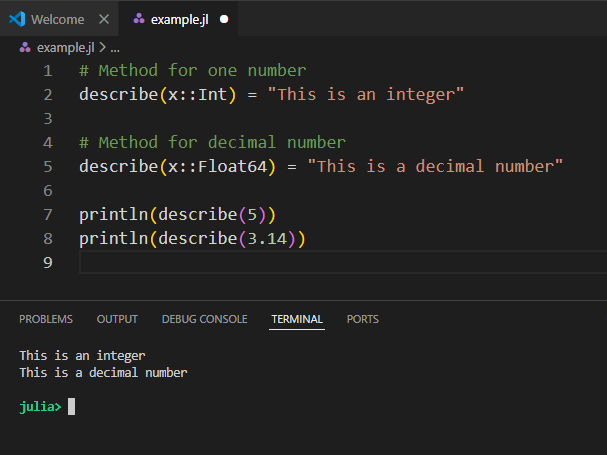 Welcome example.jl
example.jl > ...
1 # Method for one number
2 describe(x::Int) = "This is an integer"
3
4 # Method for decimal number
5 describe(x::Float64) = "This is a decimal number"
6
7 println(describe(5))
8 println(describe(3.14))
9
PROBLEMS OUTPUT DEBUG CONSOLE TERMINAL PORTS
This is an integer
This is a decimal number
julia>